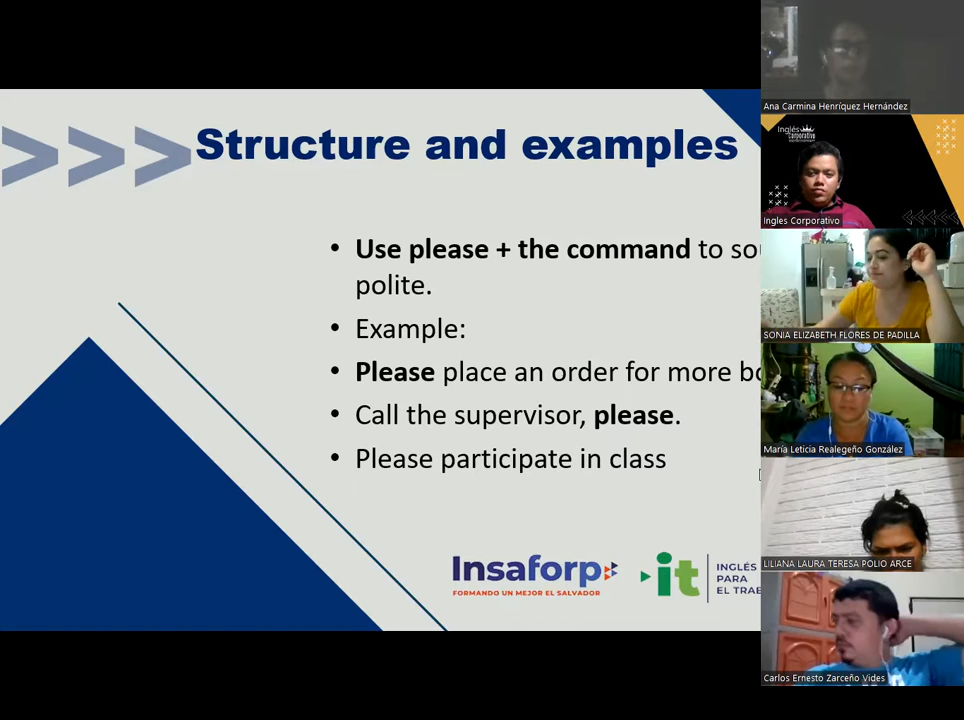 Structure and examples
• Use please + the command to
polite.
• Example:
• Please place an order for more
• Call the supervisor, please.
• Please participate in class
Insaforp
FORMANDO UN MEJOR EL SALVADOR
it
INGLÉS
PARA
Ana Carmina Henríquez Hernández
Inglés
Corporativo
Ingles Corporativo
SONIA ELIZABETH FLORES DE PADILLA
María Leticia Realegeño González
LILIANA LAURA TERESA POLIO ARCE
Carlos Ernesto Zarceño Vides